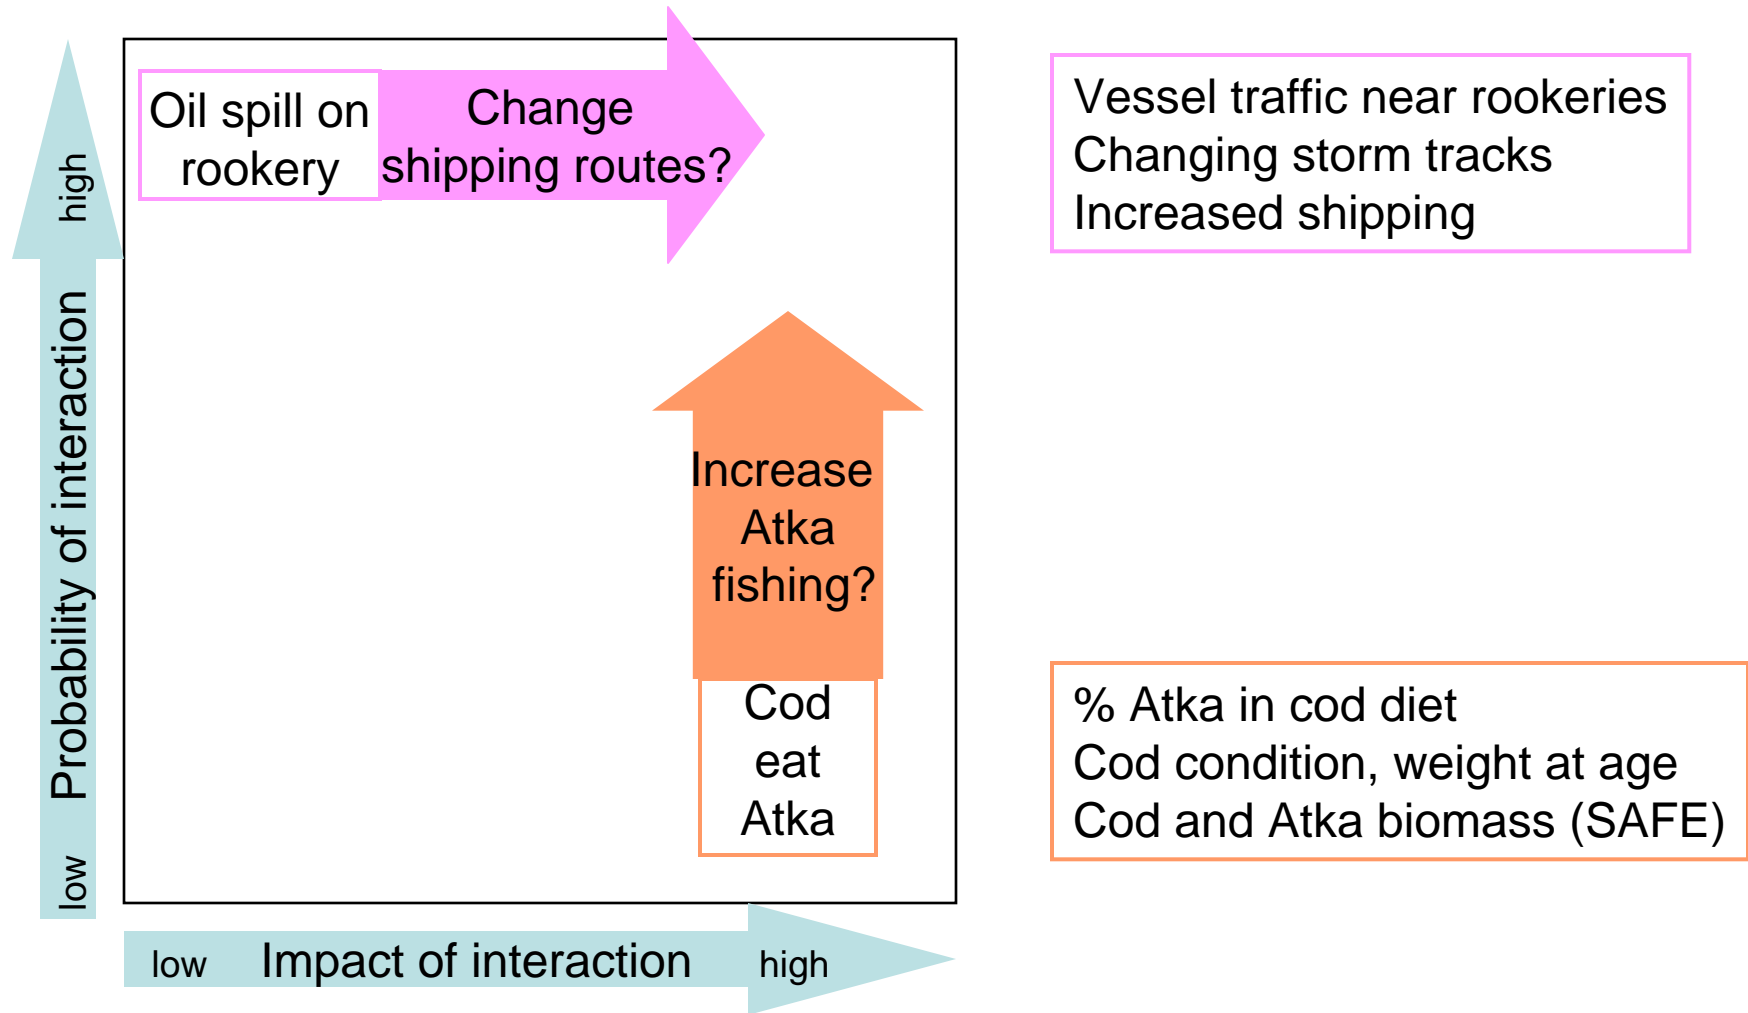 Oil spill on
rookery
Change
shipping routes?
Vessel traffic near rookeries
Changing storm tracks
Increased shipping
high
Probability of interaction
low
Increase
Atka
fishing?
Cod
eat
Atka
% Atka in cod diet
Cod condition, weight at age
Cod and Atka biomass (SAFE)
low Impact of interaction high